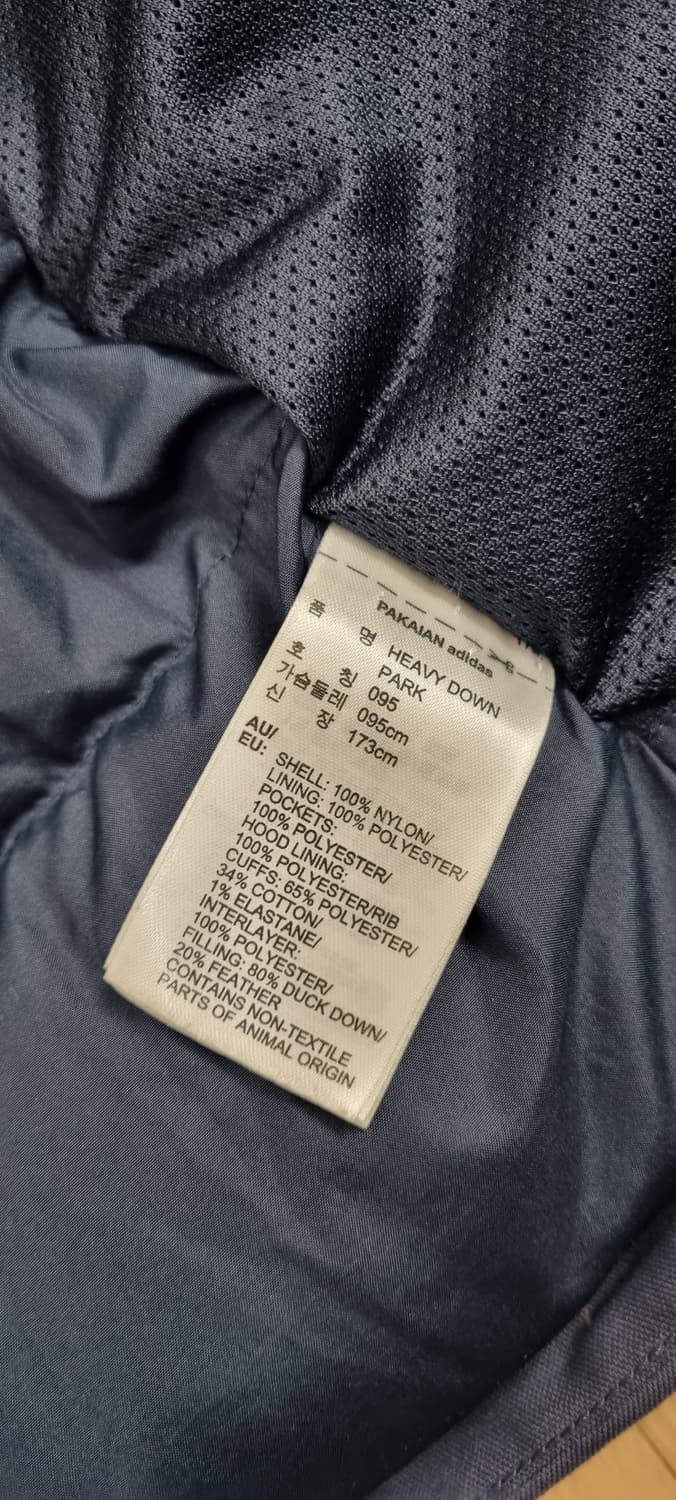 PAKAIAN adidas
품 명 HEAVY DOWN
PARK
호 칭 095
가슴둘레 095cm
신 장 173cm
AU/
EU: SHELL: 100% NYLON/
LINING: 100% POLYESTER/
POCKETS:
100% POLYESTER/
HOOD LINING:
100% POLYESTER/RIB
CUFFS: 65% POLYESTER/
34% COTTON/
1% ELASTANE/
INTERLAYER:
100% POLYESTER/
FILLING: 80% DUCK DOWN/
20% FEATHER
CONTAINS NON-TEXTILE
PARTS OF ANIMAL ORIGIN